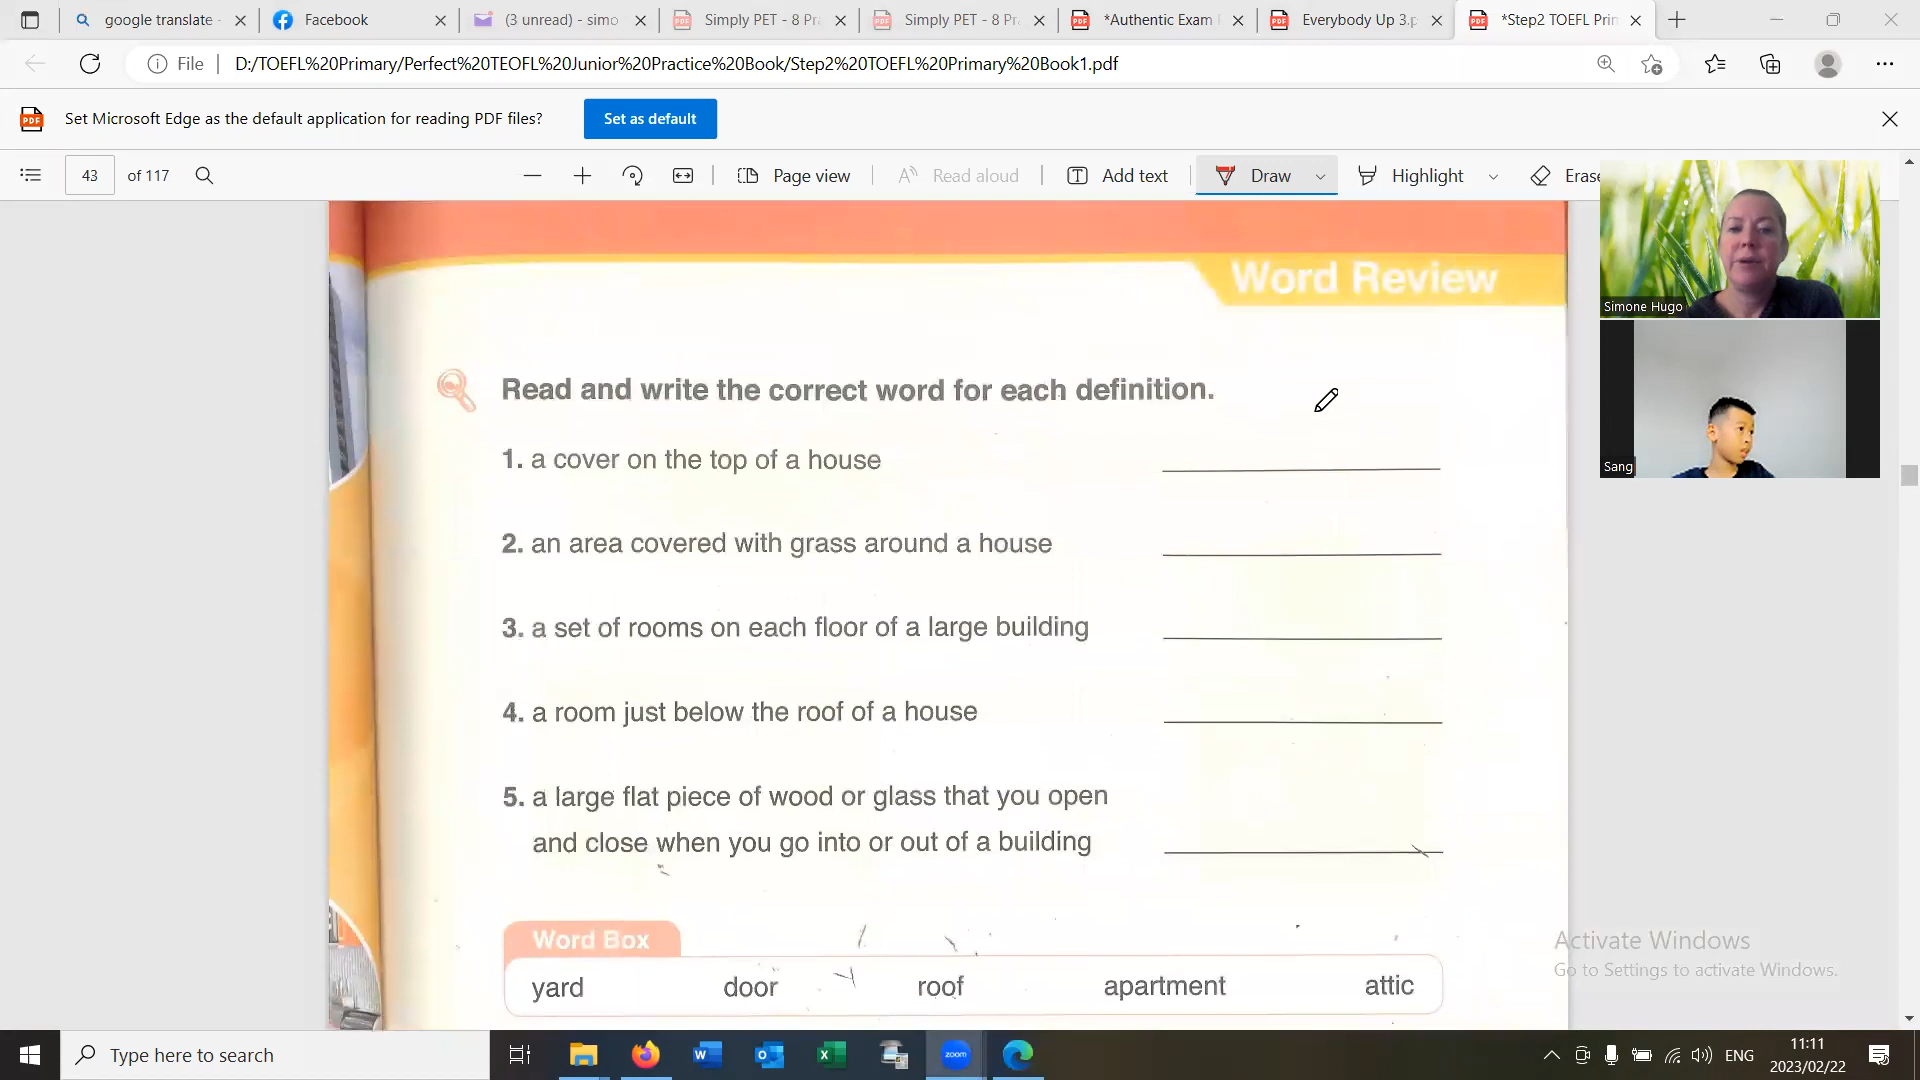 google translate -
Facebook
(3 unread) - simo
Simply PET - 8 Pra
Simply PET - 8 Pra
*Authentic Exam
Everybody Up 3.p
*Step2 TOEFL Prim
File
D:/TOEFL%20Primary/Perfect%20TEOFL%20Junior%20Practice%20Book/Step2%20TOEFL%20Primary%20Book1.pdf
PDF Set Microsoft Edge as the default application for reading PDF files? Set as default
43 of 117 Page view Read aloud Add text Draw Highlight Erase
Word Review
Simone Hugo
Read and write the correct word for each definition.
1. a cover on the top of a house
Sang
2. an area covered with grass around a house
3. a set of rooms on each floor of a large building
4. a room just below the roof of a house
5. a large flat piece of wood or glass that you open
and close when you go into or out of a building
Word Box
yard door roof apartment attic
Activate Windows
Go to Settings to activate Windows.
Type here to search
zoom
ENG
11:11
2023/02/22